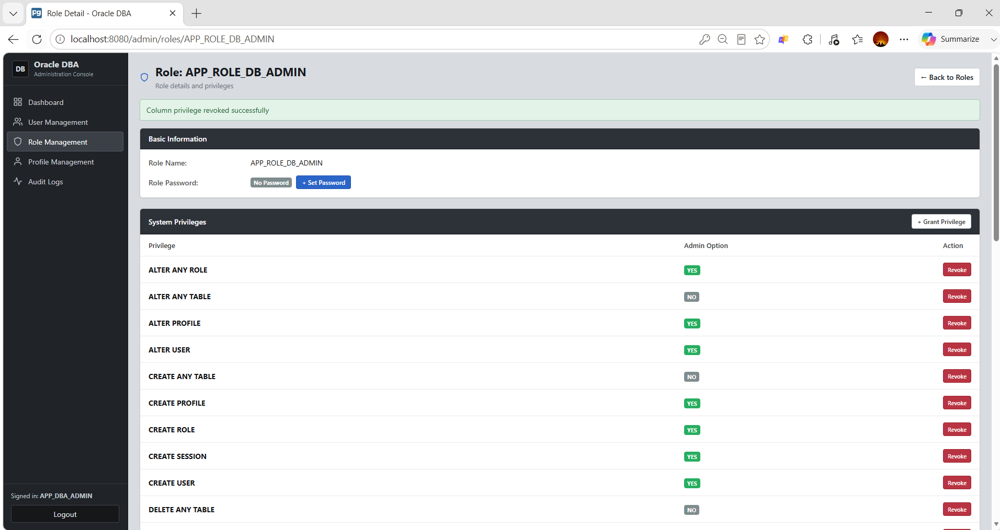 Role Detail - Oracle DBA
localhost:8080/admin/roles/APP_ROLE_DB_ADMIN
Summarize
DB
Oracle DBA
Administration Console
Dashboard
User Management
Role Management
Profile Management
Audit Logs
Signed in: APP_DBA_ADMIN
Logout
Role: APP_ROLE_DB_ADMIN
Role details and privileges
← Back to Roles
Column privilege revoked successfully
Basic Information
Role Name: APP_ROLE_DB_ADMIN
Role Password: No Password + Set Password
System Privileges + Grant Privilege
Privilege Admin Option Action
ALTER ANY ROLE YES Revoke
ALTER ANY TABLE NO Revoke
ALTER PROFILE YES Revoke
ALTER USER YES Revoke
CREATE ANY TABLE NO Revoke
CREATE PROFILE YES Revoke
CREATE ROLE YES Revoke
CREATE SESSION YES Revoke
CREATE USER YES Revoke
DELETE ANY TABLE NO Revoke